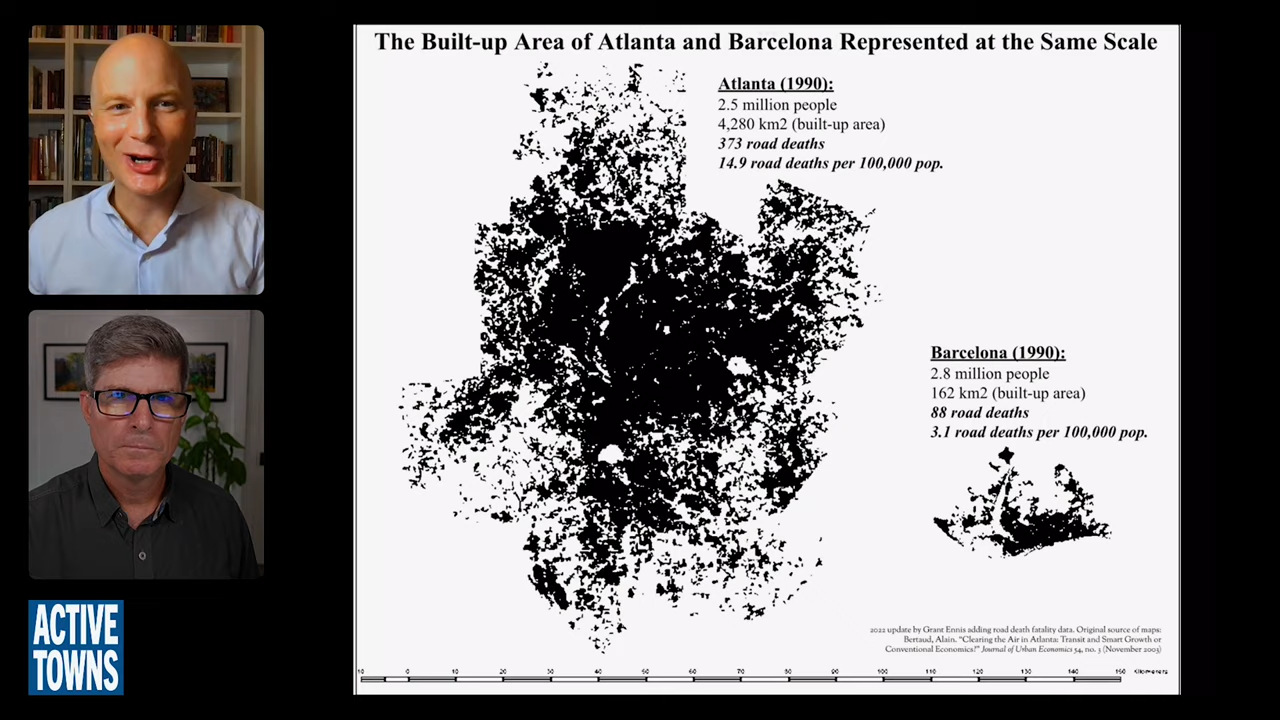 The Built-up Area of Atlanta and Barcelona Represented at the Same Scale
Atlanta (1990):
2.5 million people
4,280 km2 (built-up area)
373 road deaths
14.9 road deaths per 100,000 pop.
Barcelona (1990):
2.8 million people
162 km2 (built-up area)
88 road deaths
3.1 road deaths per 100,000 pop.
2022 update by Grant Ennis adding road death fatality data. Original source of maps:
Bertaud, Alain. “Clearing the Air in Atlanta: Transit and Smart Growth or
Conventional Economics?” Journal of Urban Economics 54, no. 3 (November 2003)
10 0 10 20 30 40 50 60 70 80 90 100 110 120 130 140 150 Kilometers
ACTIVE
TOWNS